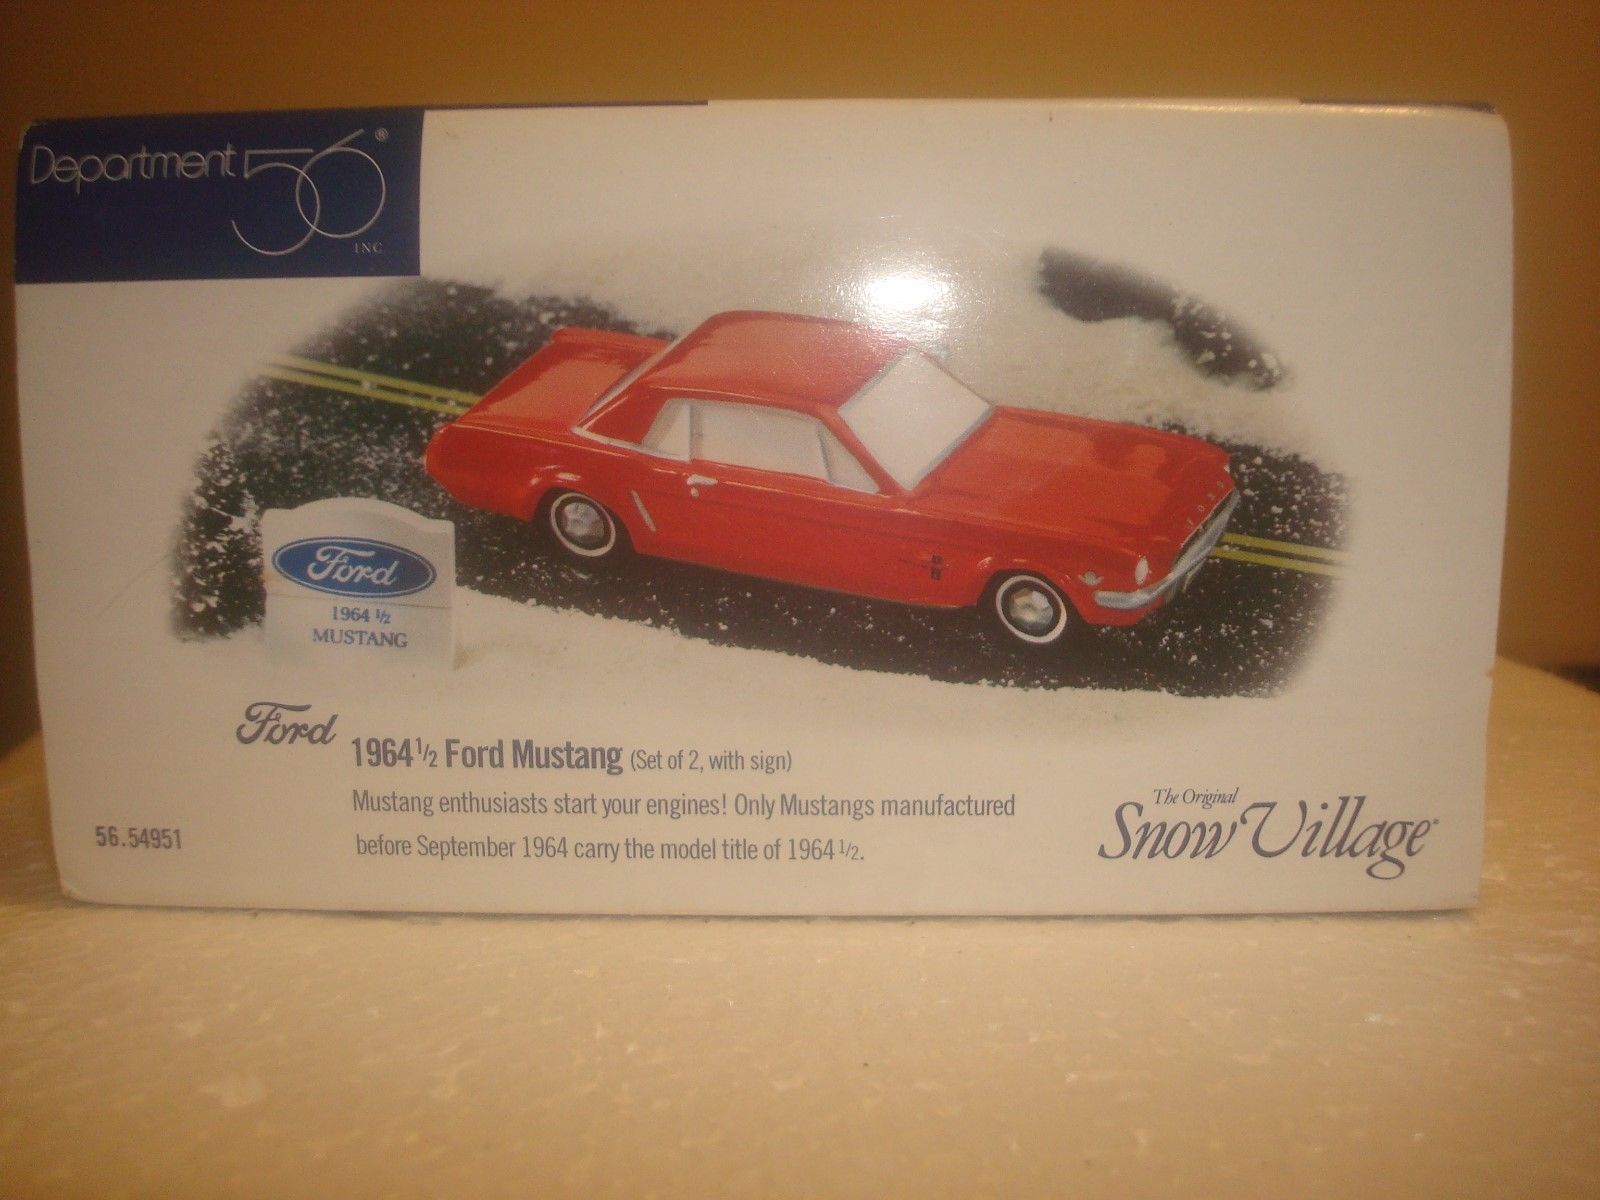 Department 56®
INC
FORD
Ford
1964 ½
MUSTANG
Ford
1964½ Ford Mustang (Set of 2, with sign)
Mustang enthusiasts start your engines! Only Mustangs manufactured
before September 1964 carry the model title of 1964 ½.
56.54951
The Original
Snow Village